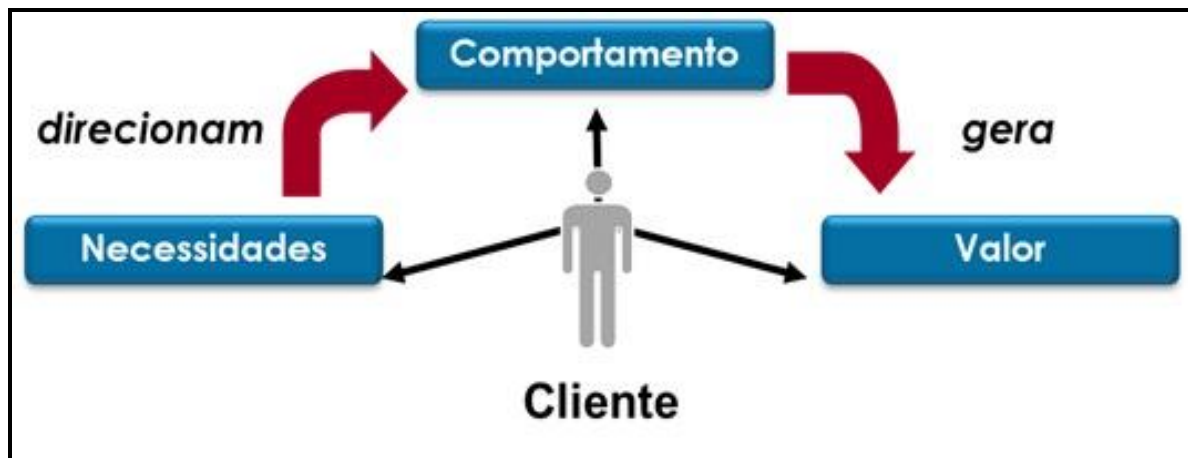 Comportamento
direcionam
gera
Necessidades
Valor
Cliente